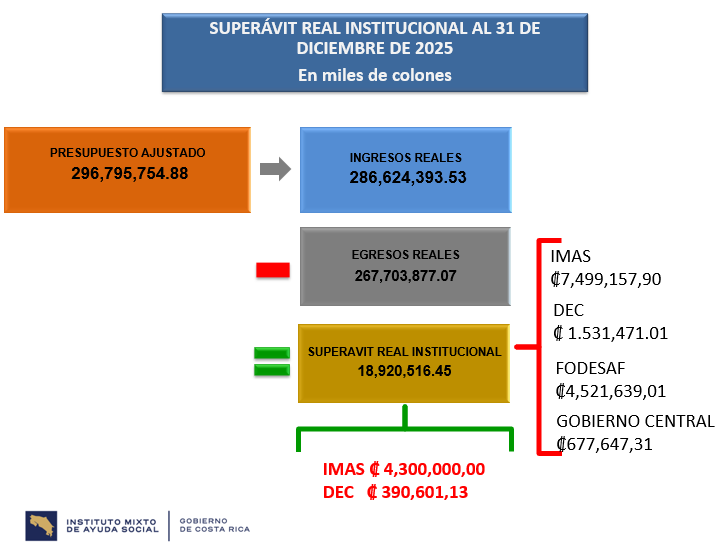 SUPERÁVIT REAL INSTITUCIONAL AL 31 DE
DICIEMBRE DE 2025
En miles de colones
PRESUPUESTO AJUSTADO
296,795,754.88
INGRESOS REALES
286,624,393.53
EGRESOS REALES
267,703,877.07
SUPERAVIT REAL INSTITUCIONAL
18,920,516.45
IMAS
₡7,499,157,90
DEC
₡ 1.531,471.01
FODESAF
₡4,521,639,01
GOBIERNO CENTRAL
₡677,647,31
IMAS ₡ 4,300,000,00
DEC ₡ 390,601,13
INSTITUTO MIXTO
DE AYUDA SOCIAL
GOBIERNO
DE COSTA RICA